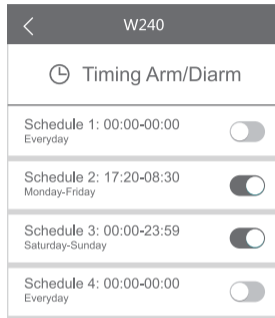 W240
Timing Arm/Diarm
Schedule 1: 00:00-00:00
Everyday
Schedule 2: 17:20-08:30
Monday-Friday
Schedule 3: 00:00-23:59
Saturday-Sunday
Schedule 4: 00:00-00:00
Everyday